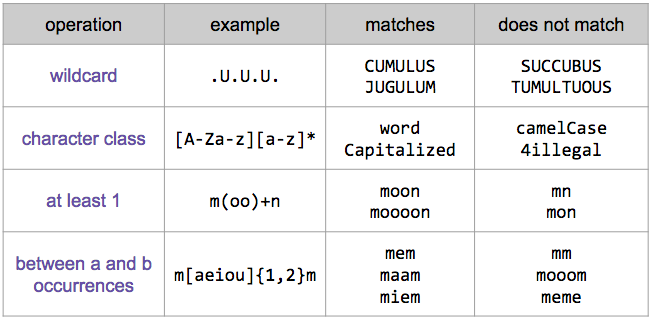 operation example matches does not match
wildcard .U.U.U. CUMULUS SUCCUBUS
JUGULUM TUMULTUOUS
character class [A-Za-z][a-z]* word camelCase
Capitalized 4illegal
at least 1 m(oo)+n moon mn
moooon mon
between a and b occurrences m[aeiou]{1,2}m mem mm
maam mooom
miem meme